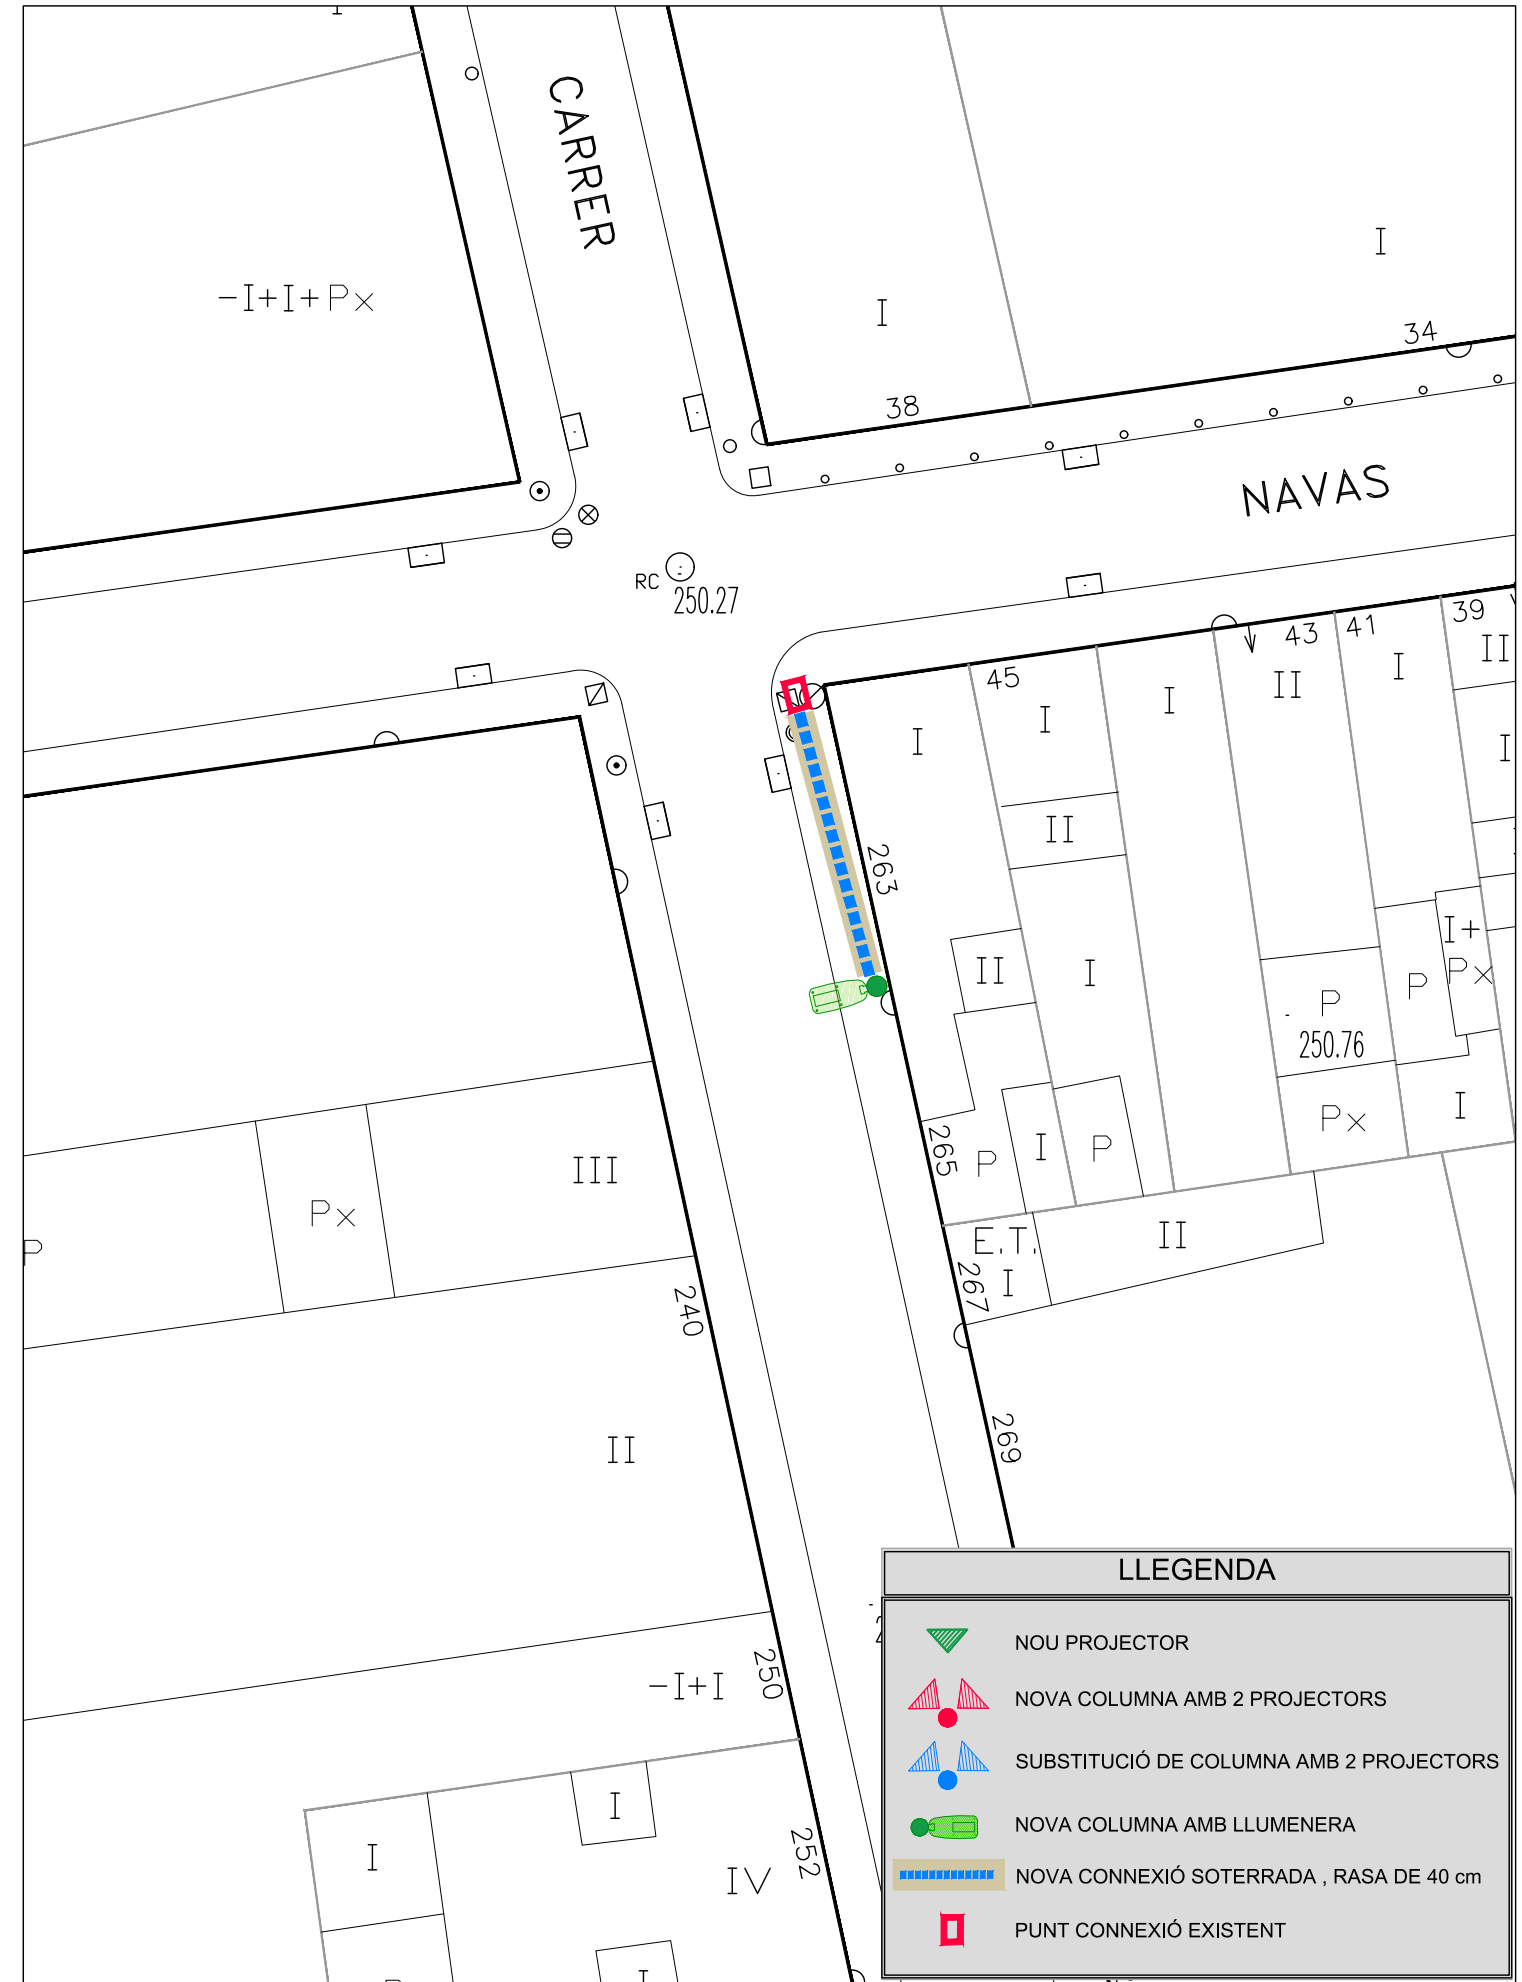 I
CARRER
-I+I+Px
I
I
34
38
NAVAS
RC
250.27
45
43
41
39
I
I
I
II
I
II
I
II
263
II
I
I+
Px
P
P
250.76
Px
I
265
P
I
P
III
Px
P
E.T.
I
II
267
240
269
II
250
-I+I
252
I
I
IV
I
LLEGENDA
NOU PROJECTOR
NOVA COLUMNA AMB 2 PROJECTORS
SUBSTITUCIÓ DE COLUMNA AMB 2 PROJECTORS
NOVA COLUMNA AMB LLUMENERA
NOVA CONNEXIÓ SOTERRADA , RASA DE 40 cm
PUNT CONNEXIÓ EXISTENT